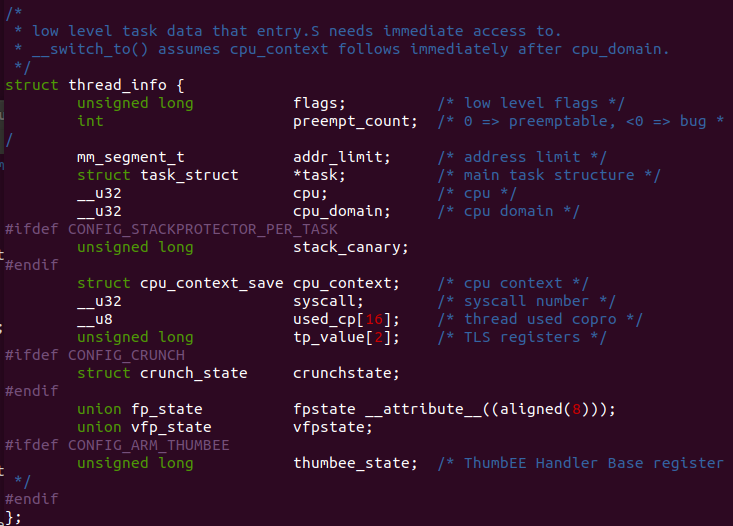 /*
 * low level task data that entry.S needs immediate access to.
 * __switch_to() assumes cpu_context follows immediately after cpu_domain.
 */
struct thread_info {
        unsigned long           flags;          /* low level flags */
        int                     preempt_count;  /* 0 => preemptable, <0 => bug *
/
        mm_segment_t            addr_limit;     /* address limit */
        struct task_struct      *task;          /* main task structure */
        __u32                   cpu;            /* cpu */
        __u32                   cpu_domain;     /* cpu domain */
#ifdef CONFIG_STACKPROTECTOR_PER_TASK
        unsigned long           stack_canary;
#endif
        struct cpu_context_save cpu_context;    /* cpu context */
        __u32                   syscall;        /* syscall number */
        __u8                    used_cp[16];    /* thread used copro */
        unsigned long           tp_value[2];    /* TLS registers */
#ifdef CONFIG_CRUNCH
        struct crunch_state     crunchstate;
#endif
        union fp_state          fpstate __attribute__((aligned(8)));
        union vfp_state         vfpstate;
#ifdef CONFIG_ARM_THUMBEE
        unsigned long           thumbee_state;  /* ThumbEE Handler Base register
 */
#endif
};